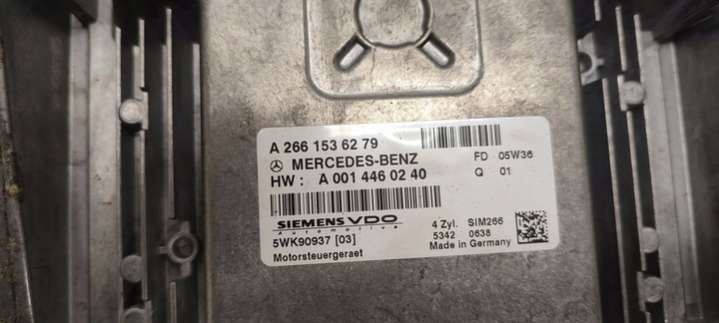 A 266 153 62 79
MERCEDES-BENZ
FD 05W36
HW : A 001 446 02 40
Q 01
SIEMENS VDO
Automotive
4 Zyl. SIM266
5WK90937 [03]
5342 0638
Motorsteuergeraet
Made in Germany